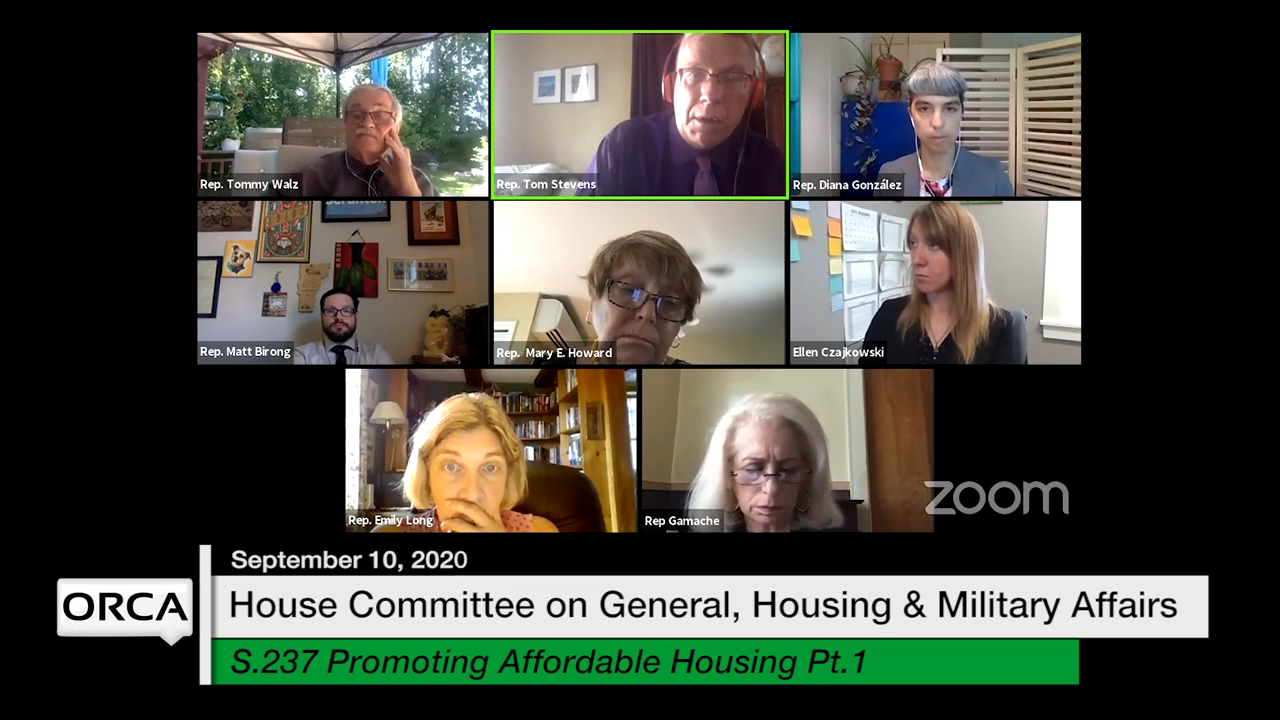 Rep. Tommy Walz
Rep. Tom Stevens
Rep. Diana González
Scranton
Rep. Matt Birong
Rep. Mary E. Howard
Ellen Czajkowski
Rep. Emily Long
Rep Gamache
zoom
September 10, 2020
ORCA
House Committee on General, Housing & Military Affairs
S.237 Promoting Affordable Housing Pt.1